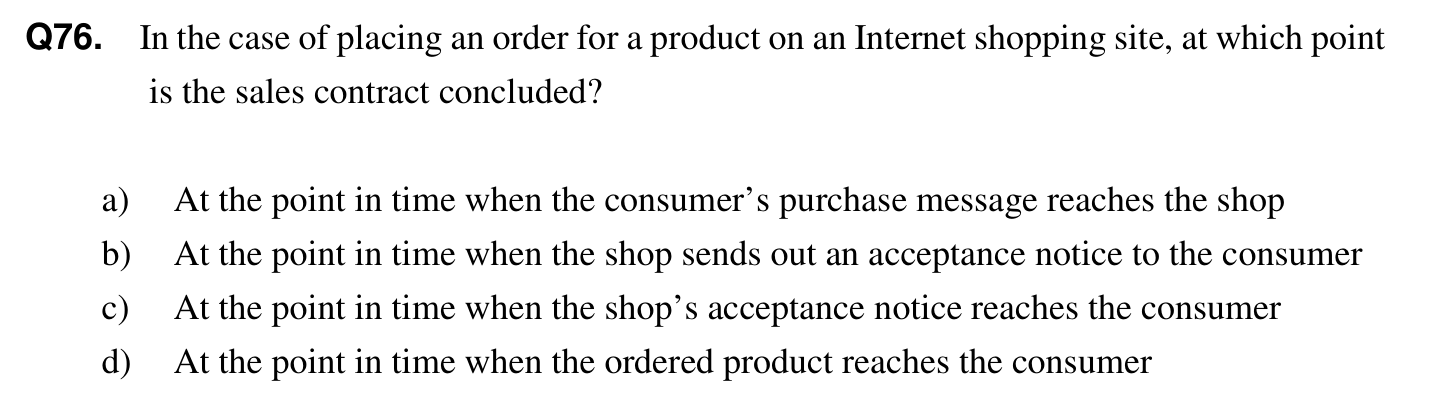 Q76. In the case of placing an order for a product on an Internet shopping site, at which point
is the sales contract concluded?
a) At the point in time when the consumer’s purchase message reaches the shop
b) At the point in time when the shop sends out an acceptance notice to the consumer
c) At the point in time when the shop’s acceptance notice reaches the consumer
d) At the point in time when the ordered product reaches the consumer